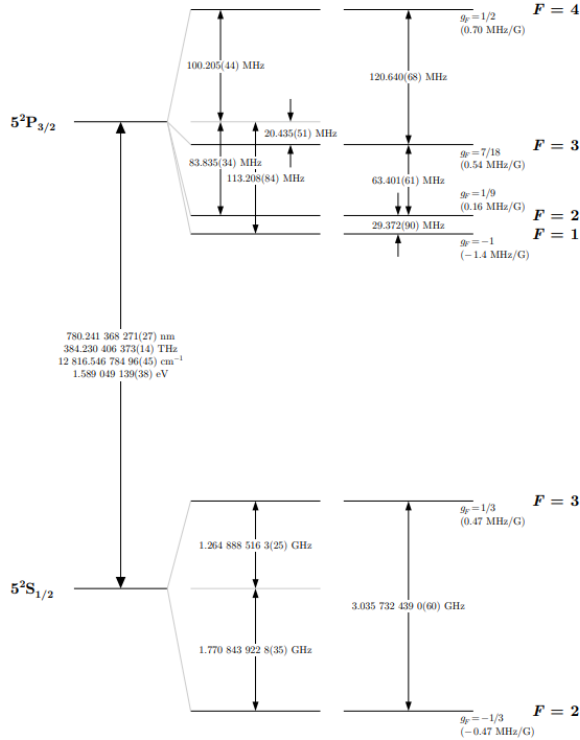 g_F = 1/2
(0.70 MHz/G)
F = 4
100.205(44) MHz
120.640(68) MHz
5²P₃/₂
20.435(51) MHz
F = 3
g_F = 7/18
(0.54 MHz/G)
83.835(34) MHz
113.208(84) MHz
63.401(61) MHz
g_F = 1/9
(0.16 MHz/G)
F = 2
29.372(90) MHz
F = 1
g_F = −1
(−1.4 MHz/G)
780.241 368 271(27) nm
384.230 406 373(14) THz
12 816.546 784 96(45) cm⁻¹
1.589 049 139(38) eV
g_F = 1/3
(0.47 MHz/G)
F = 3
1.264 888 516 3(25) GHz
5²S₁/₂
3.035 732 439 0(60) GHz
1.770 843 922 8(35) GHz
F = 2
g_F = −1/3
(−0.47 MHz/G)